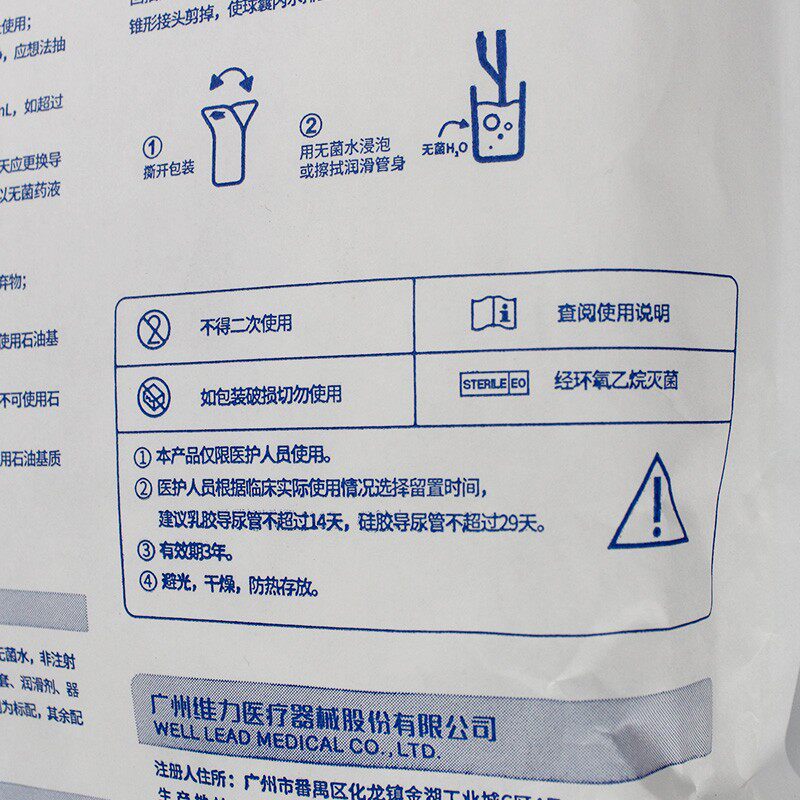 使用；
锥形接头剪掉，使球囊内水
，应想法抽
mL，如超过
天应更换导
以无菌药液
①
撕开包装
②
用无菌水浸泡
或擦拭润滑管身
无菌H₂O
弃物；
使用石油基
不可使用石
用石油基质
不得二次使用
查阅使用说明
如包装破损切勿使用
STERILE EO
经环氧乙烷灭菌
① 本产品仅限医护人员使用。
② 医护人员根据临床实际使用情况选择留置时间，
建议乳胶导尿管不超过14天，硅胶导尿管不超过29天。
③ 有效期3年。
④ 避光，干燥，防热存放。
无菌水，非注射
套、润滑剂、器
为标配，其余配
广州维力医疗器械股份有限公司
WELL LEAD MEDICAL CO., LTD.
注册人住所：广州市番禺区化龙镇金湖工业城
生产地